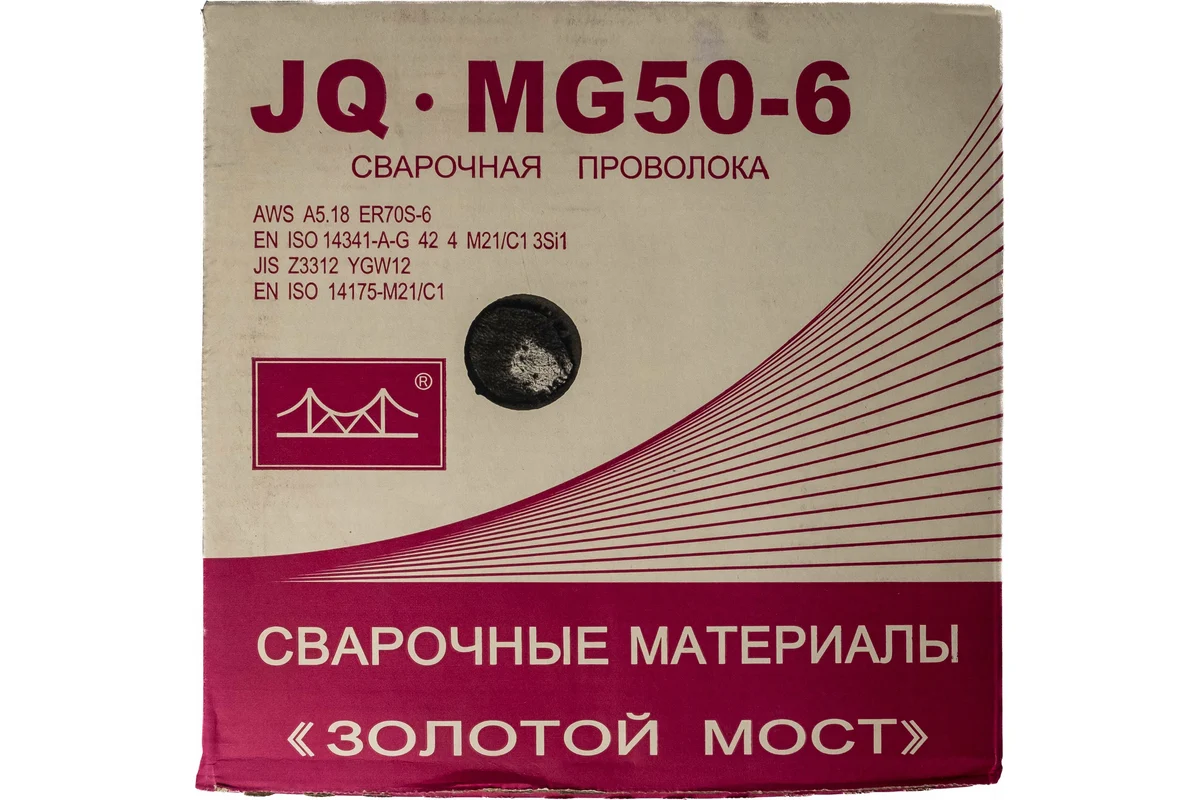 JQ · MG50-6
СВАРОЧНАЯ ПРОВОЛОКА
AWS A5.18 ER70S-6
EN ISO 14341-A-G 42 4 M21/C1 3Si1
JIS Z3312 YGW12
EN ISO 14175-M21/C1
®
СВАРОЧНЫЕ МАТЕРИАЛЫ
«ЗОЛОТОЙ МОСТ»